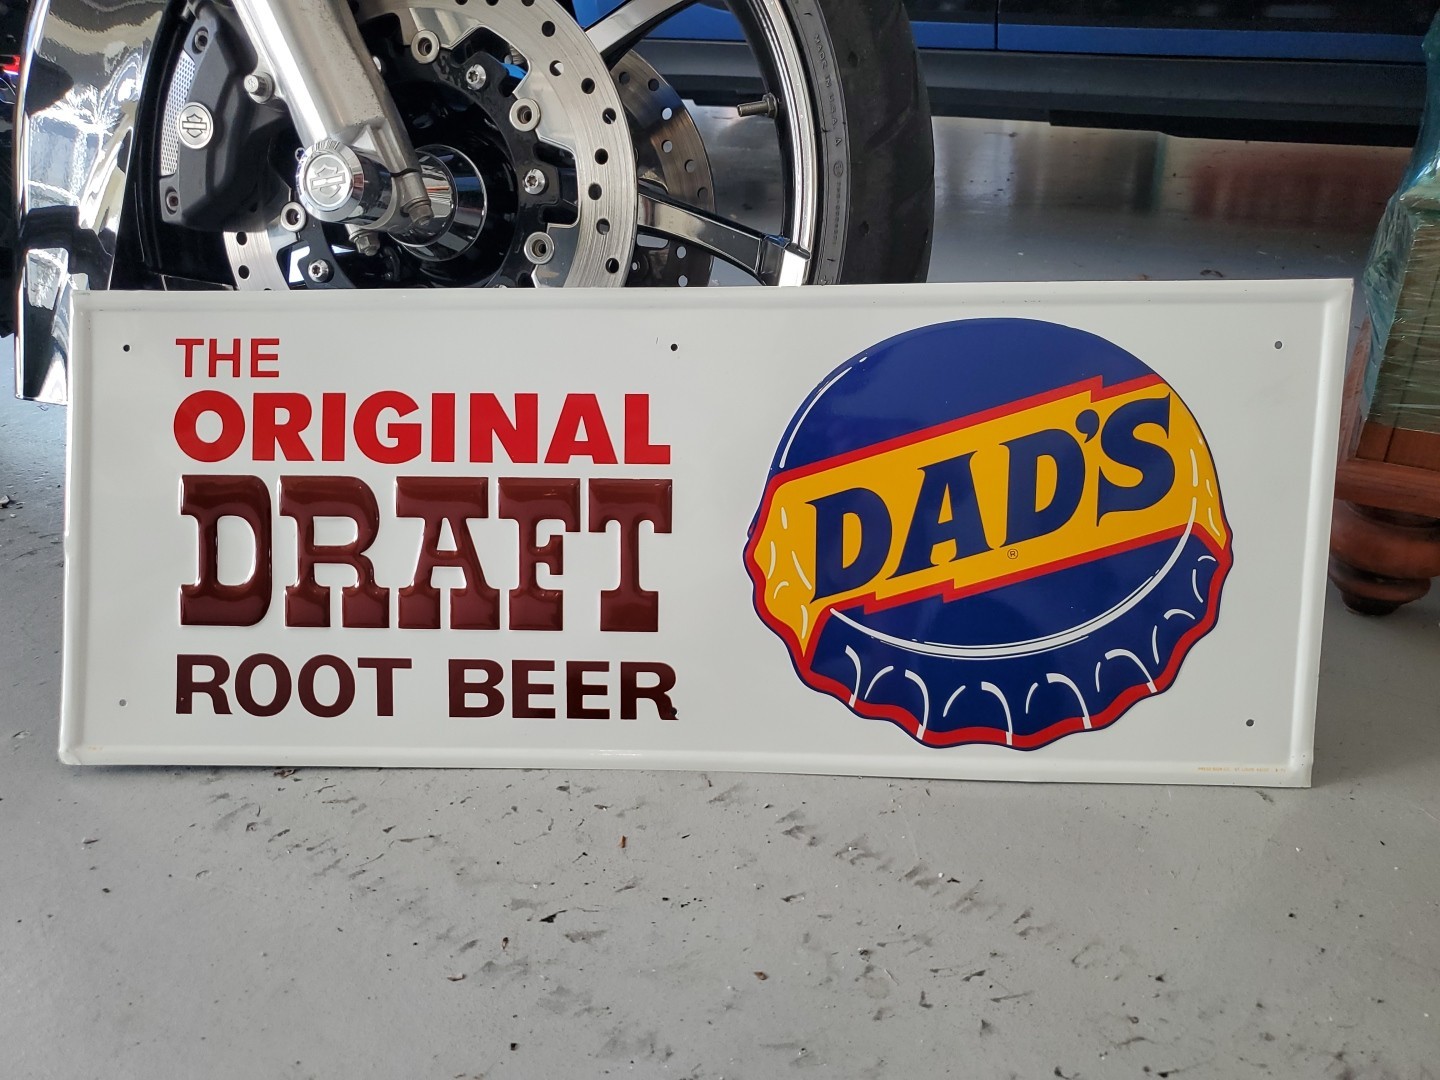 THE
ORIGINAL
DRAFT
ROOT BEER
DAD'S
®